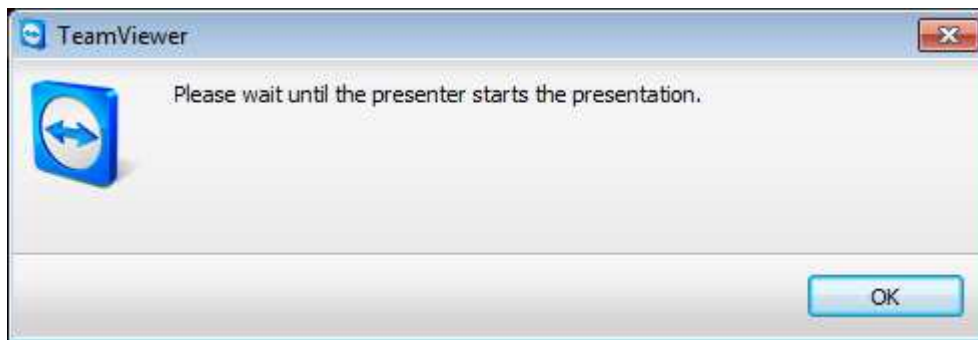 TeamViewer
Please wait until the presenter starts the presentation.
OK